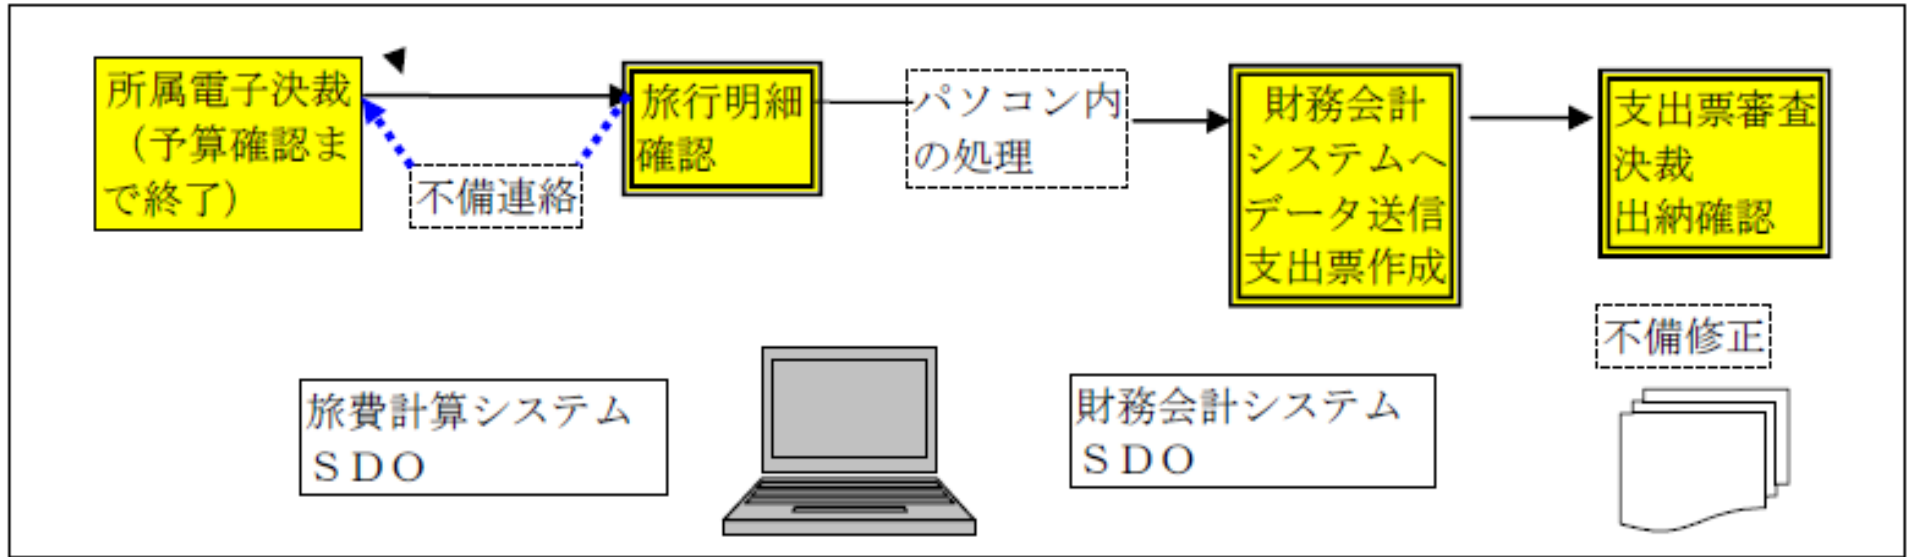 所属電子決裁
（予算確認ま
で終了）
不備連絡
旅行明細
確認
パソコン内
の処理
財務会計
システムへ
データ送信
支出票作成
支出票審査
決裁
出納確認
不備修正
旅費計算システム
ＳＤＯ
財務会計システム
ＳＤＯ